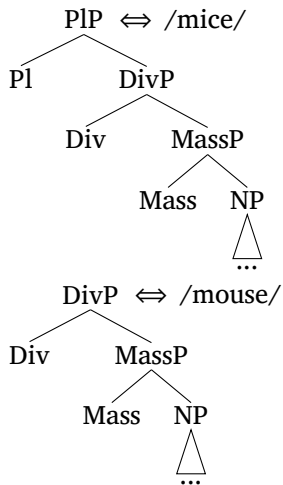 PlP ⇔ /mice/
Pl DivP
Div MassP
Mass NP
...
DivP ⇔ /mouse/
Div MassP
Mass NP
...